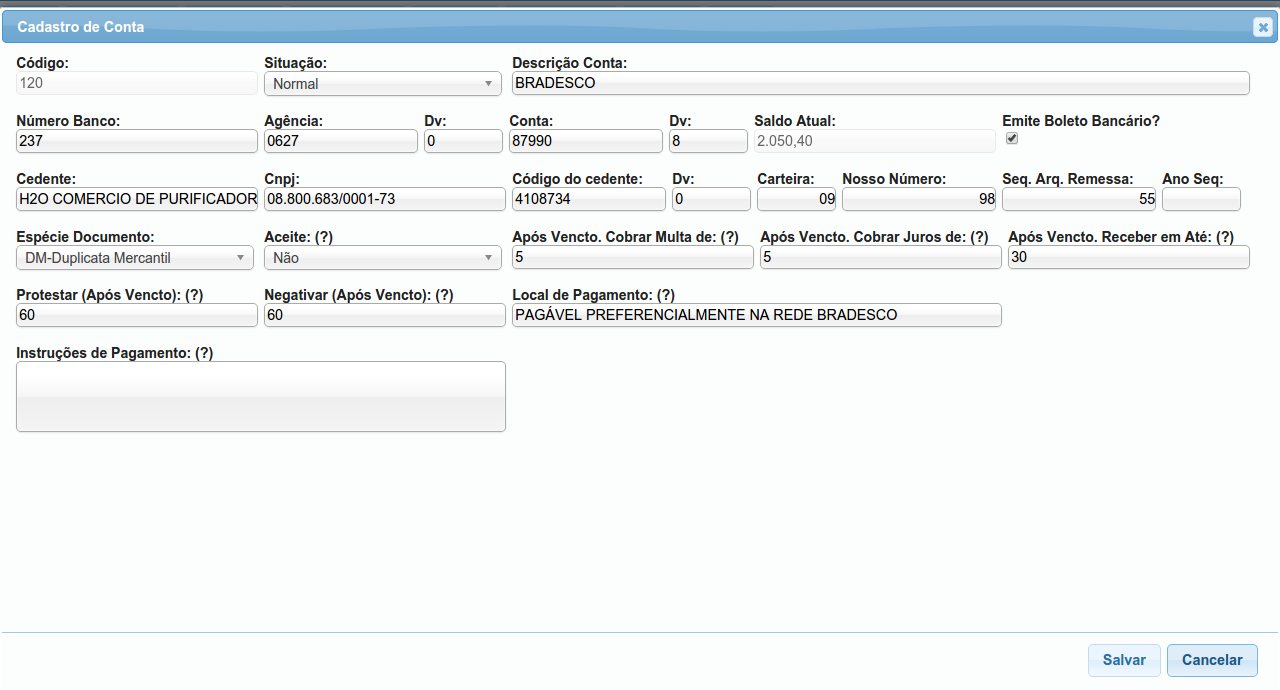 Cadastro de Conta
Código: Situação: Descrição Conta:
120 Normal BRADESCO
Número Banco: Agência: Dv: Conta: Dv: Saldo Atual: Emite Boleto Bancário?
237 0627 0 87990 8 2.050,40
Cedente: Cnpj: Código do cedente: Dv: Carteira: Nosso Número: Seq. Arq. Remessa: Ano Seq:
H2O COMERCIO DE PURIFICADOR 08.800.683/0001-73 4108734 0 09 98 55
Espécie Documento: Aceite: (?) Após Vencto. Cobrar Multa de: (?) Após Vencto. Cobrar Juros de: (?) Após Vencto. Receber em Até: (?)
DM-Duplicata Mercantil Não 5 5 30
Protestar (Após Vencto): (?) Negativar (Após Vencto): (?) Local de Pagamento: (?)
60 60 PAGÁVEL PREFERENCIALMENTE NA REDE BRADESCO
Instruções de Pagamento: (?)
Salvar Cancelar